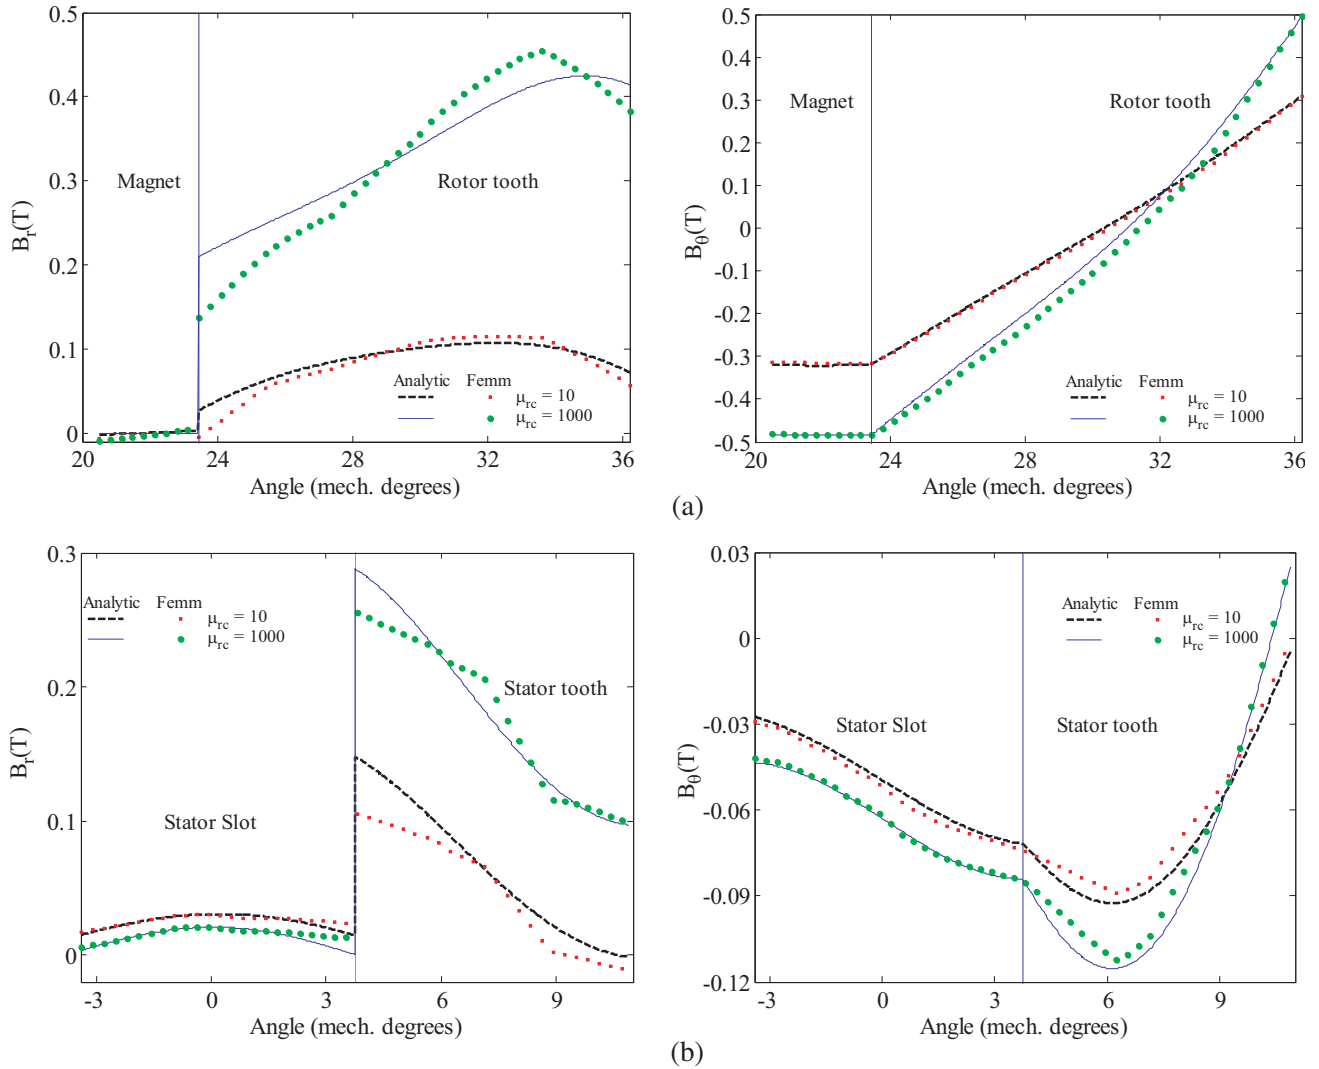 0.5
0.4
0.3
0.2
0.1
0
B_r(T)
Magnet
Rotor tooth
Analytic Femm
μ_rc = 10
μ_rc = 1000
20 24 28 32 36
Angle (mech. degrees)
0.5
0.4
0.3
0.2
0.1
0
-0.1
-0.2
-0.3
-0.4
-0.5
B_θ(T)
Magnet
Rotor tooth
Analytic Femm
μ_rc = 10
μ_rc = 1000
20 24 28 32 36
Angle (mech. degrees)
(a)
0.3
0.2
0.1
0
B_r(T)
Analytic Femm
μ_rc = 10
μ_rc = 1000
Stator tooth
Stator Slot
-3 0 3 6 9
Angle (mech. degrees)
0.03
0
-0.03
-0.06
-0.09
-0.12
B_θ(T)
Analytic Femm
μ_rc = 10
μ_rc = 1000
Stator Slot
Stator tooth
-3 0 3 6 9
Angle (mech. degrees)
(b)